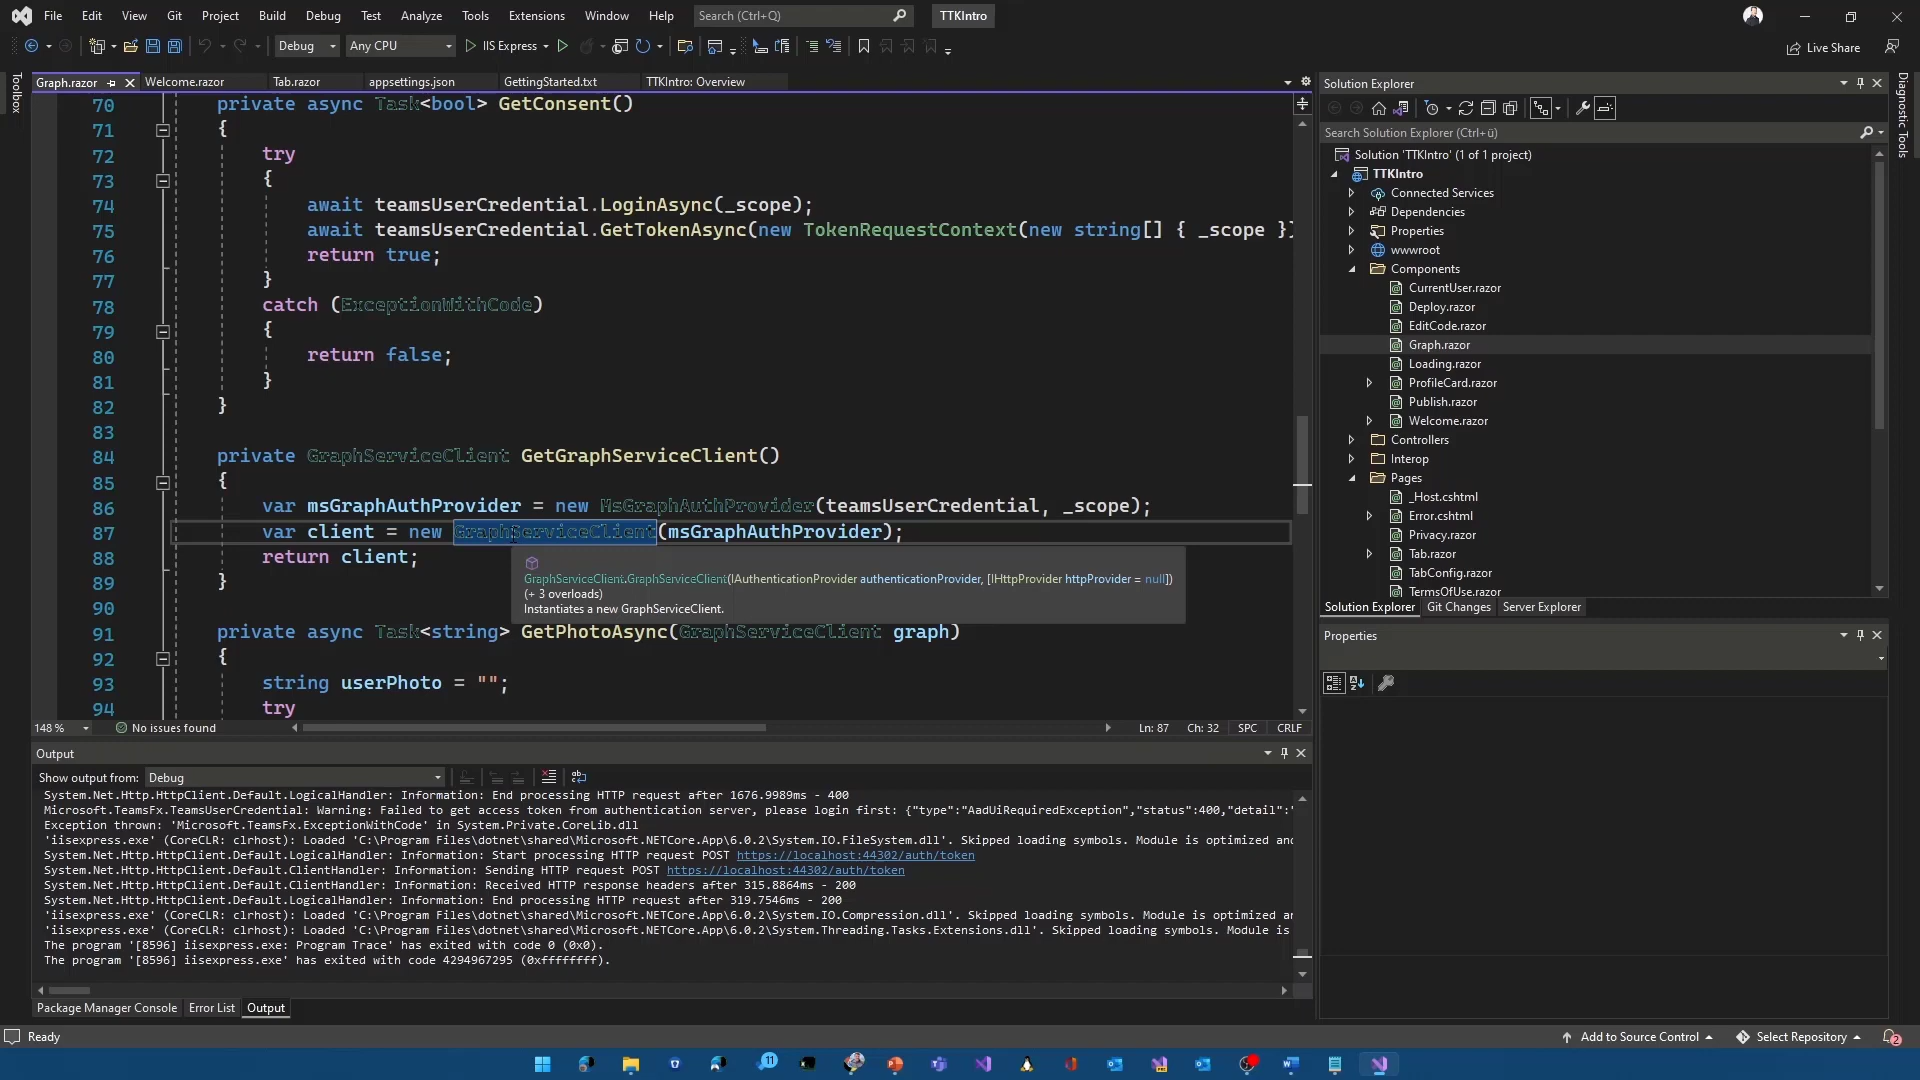 File Edit View Git Project Build Debug Test Analyze Tools Extensions Window Help Search (Ctrl+Q) TTKIntro
Debug Any CPU IIS Express Live Share
Toolbox
Graph.razor Welcome.razor Tab.razor appsettings.json GettingStarted.txt TTKIntro: Overview
70 private async Task<bool> GetConsent()
71 {
72 try
73 {
74 await teamsUserCredential.LoginAsync(_scope);
75 await teamsUserCredential.GetTokenAsync(new TokenRequestContext(new string[] { _scope })
76 return true;
77 }
78 catch (ExceptionWithCode)
79 {
80 return false;
81 }
82 }
83
84 private GraphServiceClient GetGraphServiceClient()
85 {
86 var msGraphAuthProvider = new MsGraphAuthProvider(teamsUserCredential, _scope);
87 var client = new GraphServiceClient(msGraphAuthProvider);
88 return client;
89 }
GraphServiceClient.GraphServiceClient(IAuthenticationProvider authenticationProvider, [IHttpProvider httpProvider = null])
(+ 3 overloads)
Instantiates a new GraphServiceClient.
90
91 private async Task<string> GetPhotoAsync(GraphServiceClient graph)
92 {
93 string userPhoto = "";
94 try
148 % No issues found Ln: 87 Ch: 32 SPC CRLF
Output
Show output from: Debug
System.Net.Http.HttpClient.Default.LogicalHandler: Information: End processing HTTP request after 1676.9989ms - 400
Microsoft.TeamsFx.TeamsUserCredential: Warning: Failed to get access token from authentication server, please login first: {"type":"AadUiRequiredException","status":400,"detail":"
Exception thrown: 'Microsoft.TeamsFx.ExceptionWithCode' in System.Private.CoreLib.dll
'iisexpress.exe' (CoreCLR: clrhost): Loaded 'C:\Program Files\dotnet\shared\Microsoft.NETCore.App\6.0.2\System.IO.FileSystem.dll'. Skipped loading symbols. Module is optimized an
System.Net.Http.HttpClient.Default.LogicalHandler: Information: Start processing HTTP request POST https://localhost:44302/auth/token
System.Net.Http.HttpClient.Default.ClientHandler: Information: Sending HTTP request POST https://localhost:44302/auth/token
System.Net.Http.HttpClient.Default.ClientHandler: Information: Received HTTP response headers after 315.8864ms - 200
System.Net.Http.HttpClient.Default.LogicalHandler: Information: End processing HTTP request after 319.7546ms - 200
'iisexpress.exe' (CoreCLR: clrhost): Loaded 'C:\Program Files\dotnet\shared\Microsoft.NETCore.App\6.0.2\System.IO.Compression.dll'. Skipped loading symbols. Module is optimized an
'iisexpress.exe' (CoreCLR: clrhost): Loaded 'C:\Program Files\dotnet\shared\Microsoft.NETCore.App\6.0.2\System.Threading.Tasks.Extensions.dll'. Skipped loading symbols. Module is
The program '[8596] iisexpress.exe: Program Trace' has exited with code 0 (0x0).
The program '[8596] iisexpress.exe' has exited with code 4294967295 (0xffffffff).
Package Manager Console Error List Output
Solution Explorer
Search Solution Explorer (Ctrl+ü)
Solution 'TTKIntro' (1 of 1 project)
TTKIntro
Connected Services
Dependencies
Properties
wwwroot
Components
CurrentUser.razor
Deploy.razor
EditCode.razor
Graph.razor
Loading.razor
ProfileCard.razor
Publish.razor
Welcome.razor
Controllers
Interop
Pages
_Host.cshtml
Error.cshtml
Privacy.cshtml
Tab.razor
TabConfig.razor
TermsOfUse.razor
Solution Explorer Git Changes Server Explorer
Properties
Diagnostic Tools
Ready Add to Source Control Select Repository 2
11